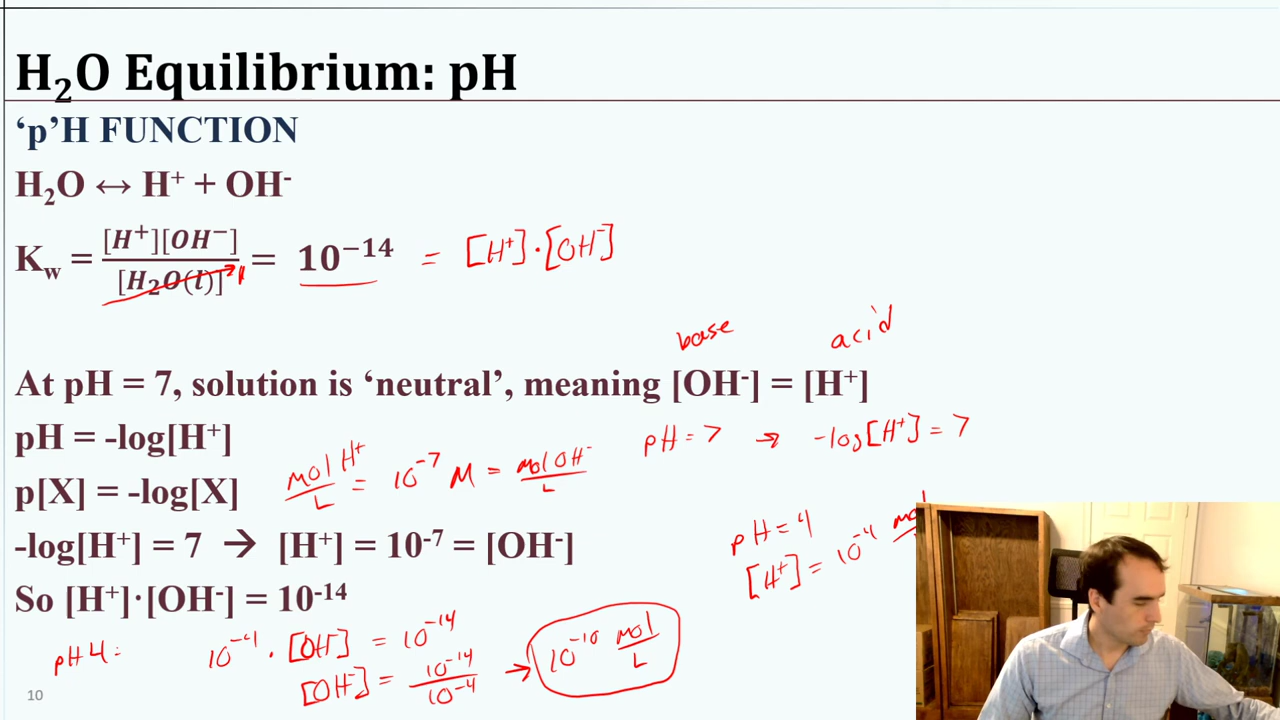 H₂O Equilibrium: pH
‘p’H FUNCTION
H₂O ↔ H⁺ + OH⁻
K_w = [H⁺][OH⁻] / [H₂O(l)] = 10⁻¹⁴ = [H⁺]·[OH⁻]
1
base acid
At pH = 7, solution is ‘neutral’, meaning [OH⁻] = [H⁺]
pH = -log[H⁺]
pH = 7 → -log[H⁺] = 7
p[X] = -log[X]
mol H⁺ / L = 10⁻⁷ M = mol OH⁻ / L
-log[H⁺] = 7 → [H⁺] = 10⁻⁷ = [OH⁻]
pH = 4
[H⁺] = 10⁻⁴
So [H⁺]·[OH⁻] = 10⁻¹⁴
pH 4: 10⁻⁴ · [OH⁻] = 10⁻¹⁴
[OH⁻] = 10⁻¹⁴ / 10⁻⁴ → 10⁻¹⁰ mol / L
10